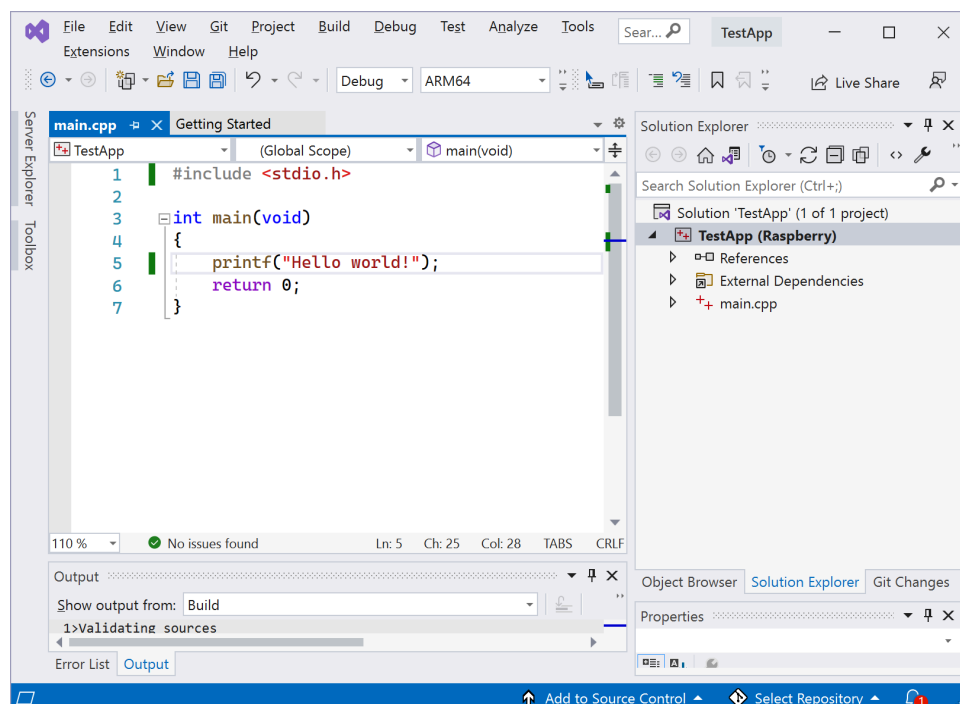 File Edit View Git Project Build Debug Test Analyze Tools Sear... TestApp
Extensions Window Help
Debug ARM64 Live Share
Server Explorer
Toolbox
main.cpp Getting Started
TestApp (Global Scope) main(void)
1 #include <stdio.h>
2
3 int main(void)
4 {
5 printf("Hello world!");
6 return 0;
7 }
110 % No issues found Ln: 5 Ch: 25 Col: 28 TABS CRLF
Output
Show output from: Build
1>Validating sources
Error List Output
Solution Explorer
Search Solution Explorer (Ctrl+;)
Solution 'TestApp' (1 of 1 project)
TestApp (Raspberry)
References
External Dependencies
main.cpp
Object Browser Solution Explorer Git Changes
Properties
Add to Source Control Select Repository 1